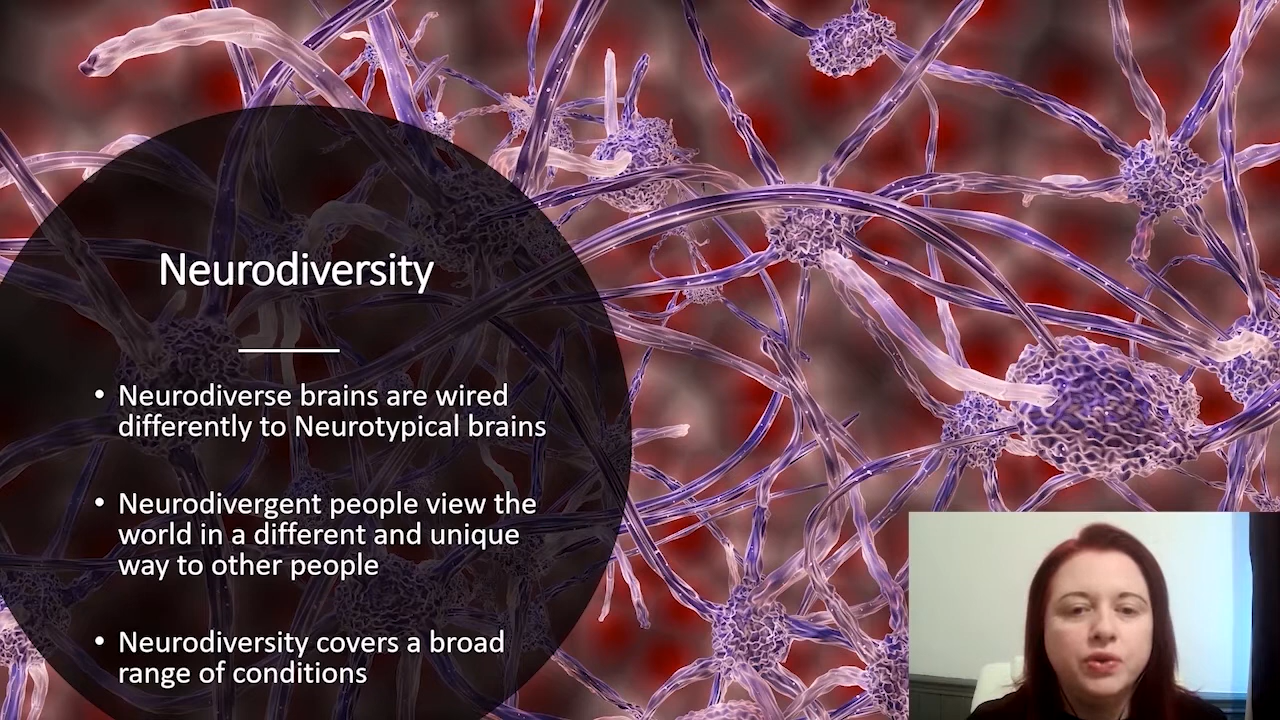 Neurodiversity
• Neurodiverse brains are wired
differently to Neurotypical brains
• Neurodivergent people view the
world in a different and unique
way to other people
• Neurodiversity covers a broad
range of conditions